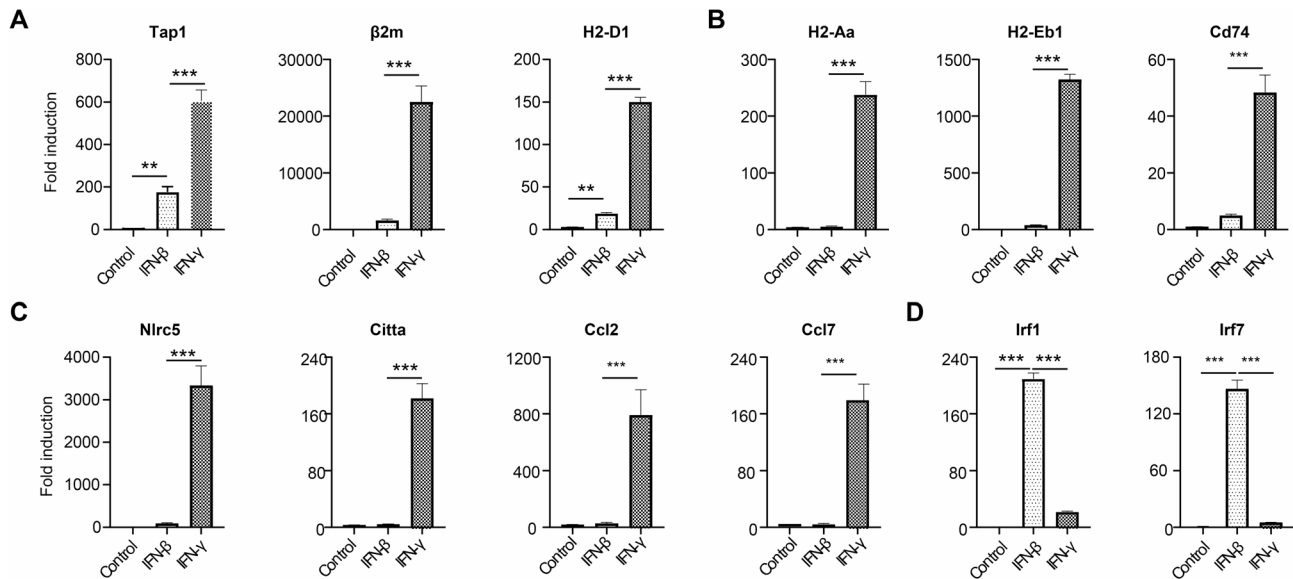 A
B
Tap1
β2m
H2-D1
H2-Aa
H2-Eb1
Cd74
Fold induction
800
600
400
200
0
**
***
Control
IFN-β
IFN-γ
30000
20000
10000
0
***
Control
IFN-β
IFN-γ
200
150
100
50
0
**
***
Control
IFN-β
IFN-γ
300
200
100
0
***
Control
IFN-β
IFN-γ
1500
1000
500
0
***
Control
IFN-β
IFN-γ
60
40
20
0
***
Control
IFN-β
IFN-γ
C
D
Nlrc5
Citta
Ccl2
Ccl7
Irf1
Irf7
Fold induction
4000
3000
2000
1000
0
***
Control
IFN-β
IFN-γ
240
160
80
0
***
Control
IFN-β
IFN-γ
1200
800
400
0
***
Control
IFN-β
IFN-γ
240
160
80
0
***
Control
IFN-β
IFN-γ
240
160
80
0
*** ***
Control
IFN-β
IFN-γ
180
120
60
0
*** ***
Control
IFN-β
IFN-γ